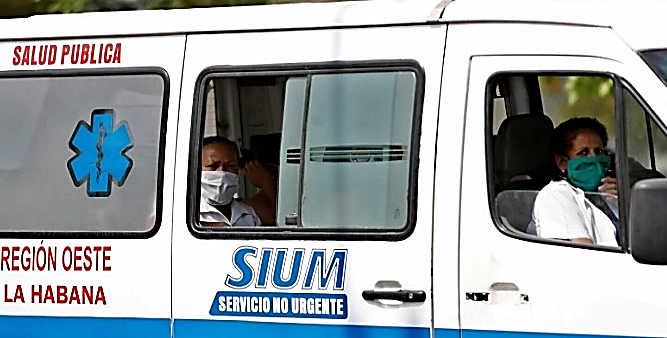 SALUD PUBLICA
REGIÓN OESTE
LA HABANA
SIUM
SERVICIO NO URGENTE